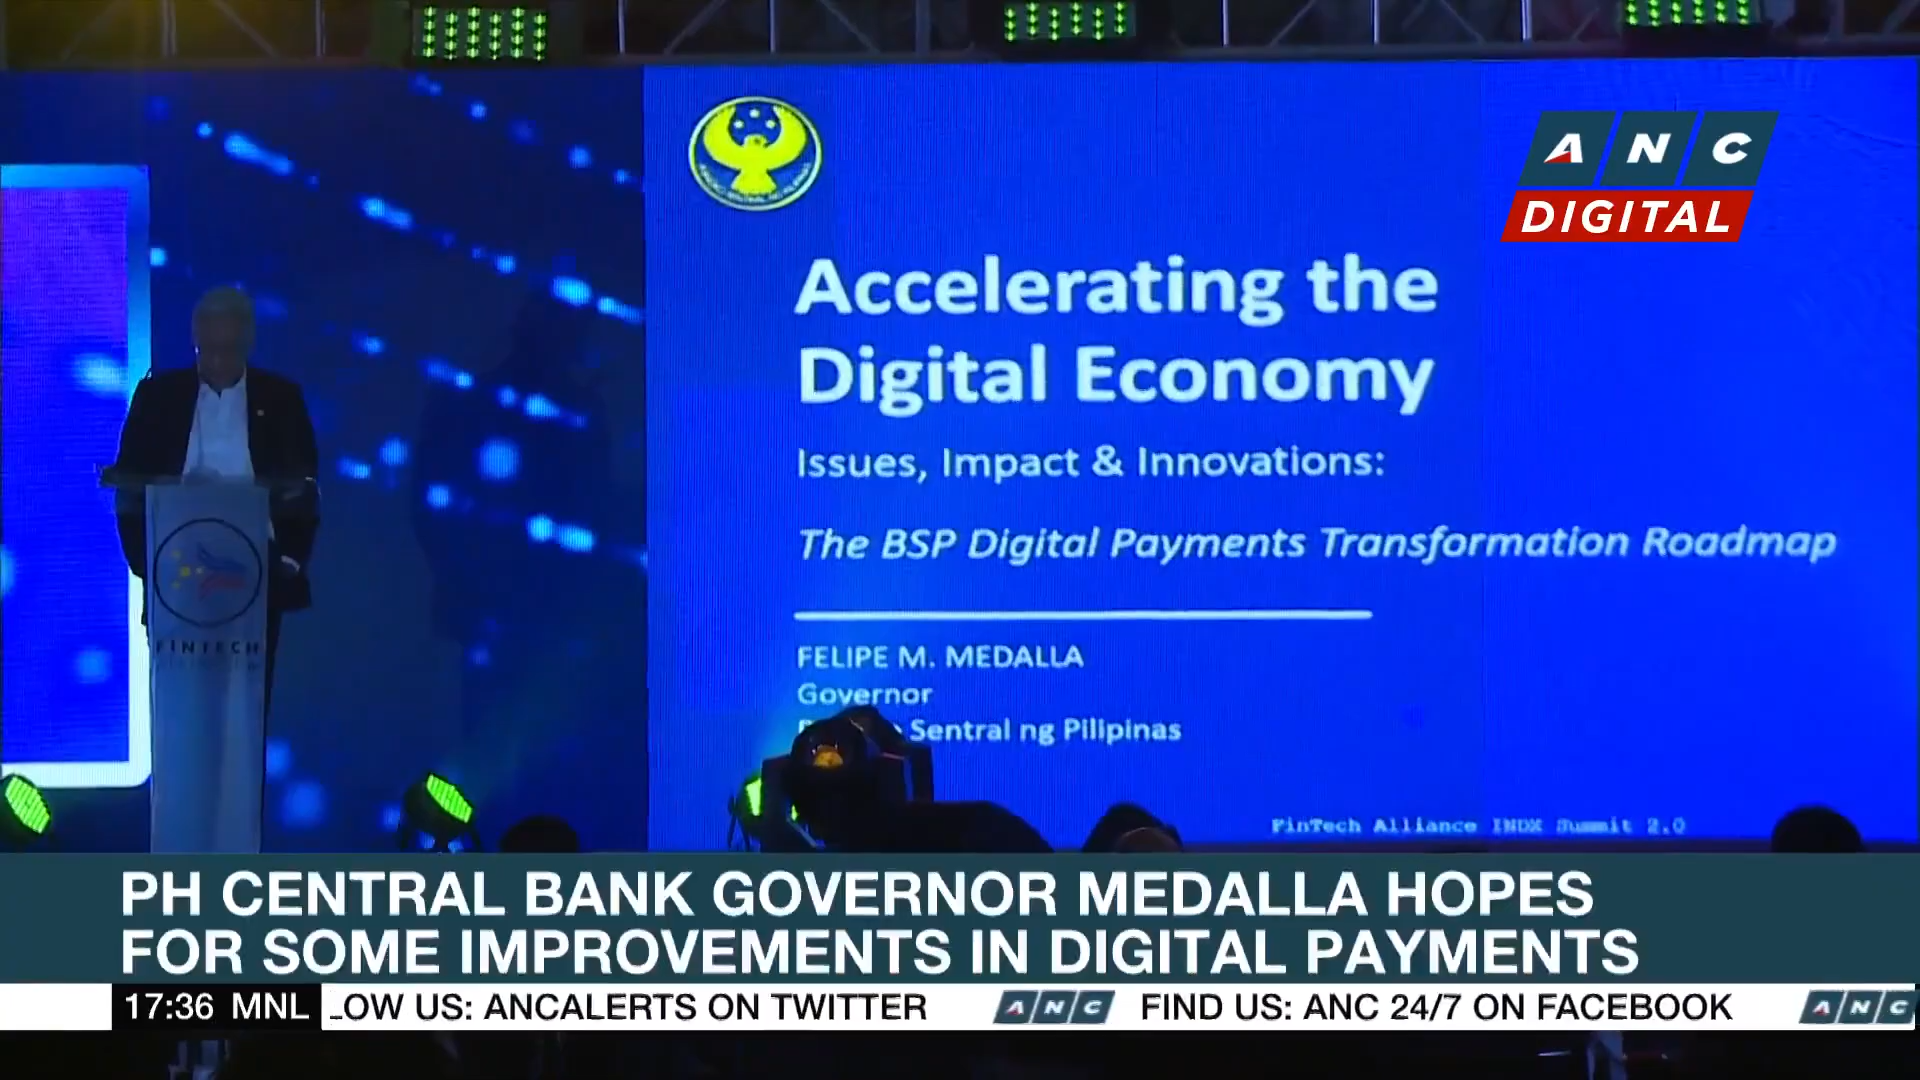 ANC
DIGITAL
Accelerating the
Digital Economy
Issues, Impact & Innovations:
The BSP Digital Payments Transformation Roadmap
FELIPE M. MEDALLA
Governor
Sentral ng Pilipinas
FinTech Alliance INDX Summit 2.0
FINTECH
PH CENTRAL BANK GOVERNOR MEDALLA HOPES
FOR SOME IMPROVEMENTS IN DIGITAL PAYMENTS
17:36 MNL LOW US: ANCALERTS ON TWITTER ANC FIND US: ANC 24/7 ON FACEBOOK ANC